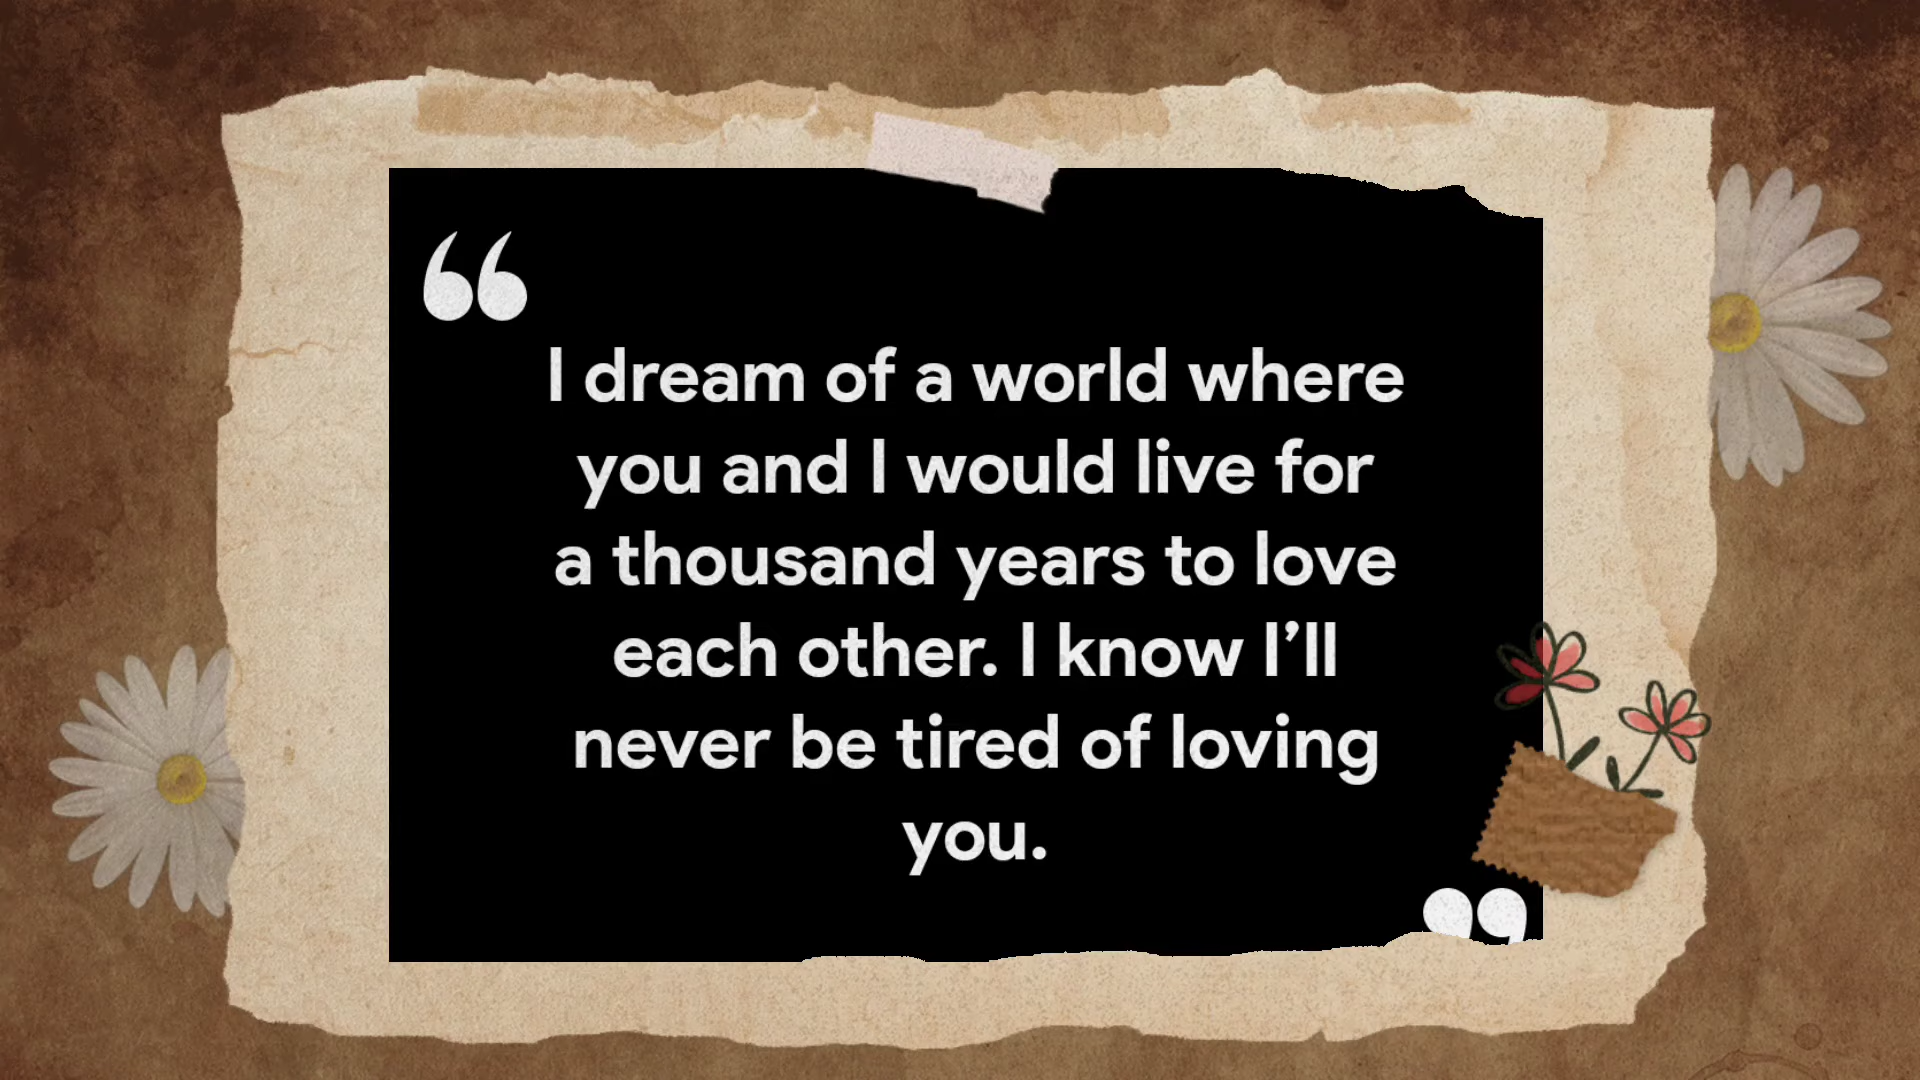 “
I dream of a world where
you and I would live for
a thousand years to love
each other. I know I’ll
never be tired of loving
you.
”